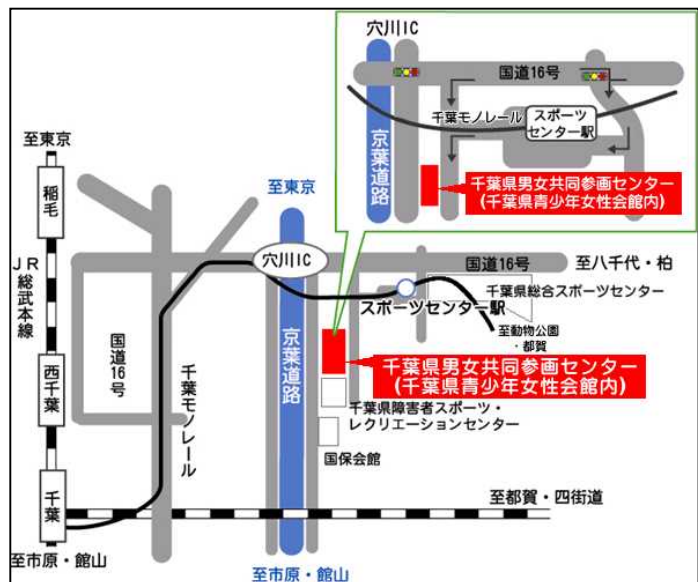 穴川IC
国道16号
千葉モノレール
スポーツ
センター駅
京葉道路
千葉県男女共同参画センター
(千葉県青少年女性会館内)
至東京
稲毛
JR総武本線
西千葉
千葉
至市原・館山
国道16号
千葉モノレール
至東京
穴川IC
京葉道路
至市原・館山
国道16号
至八千代・柏
千葉県総合スポーツセンター
スポーツセンター駅
至動物公園
・都賀
千葉県男女共同参画センター
(千葉県青少年女性会館内)
千葉県障害者スポーツ・
レクリエーションセンター
国保会館
至都賀・四街道